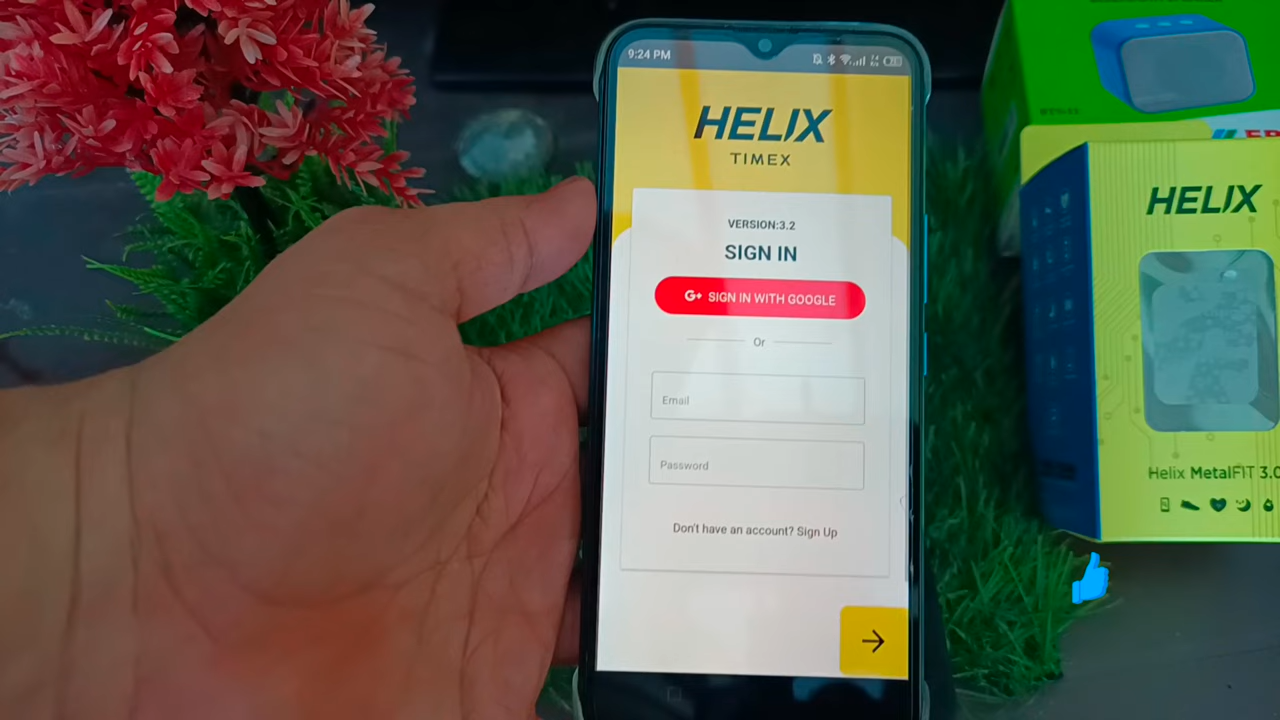 9:24 PM
HELIX
TIMEX
VERSION:3.2
SIGN IN
G+ SIGN IN WITH GOOGLE
Or
Email
Password
Don't have an account? Sign Up
HELIX
Helix MetalFIT 3.0